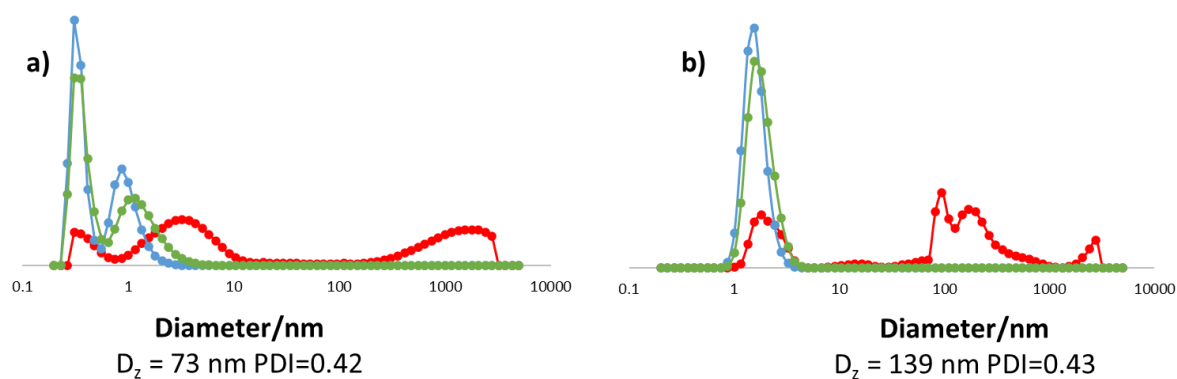 a)
0.1 1 10 100 1000 10000
Diameter/nm
D_z = 73 nm PDI=0.42
b)
0.1 1 10 100 1000 10000
Diameter/nm
D_z = 139 nm PDI=0.43